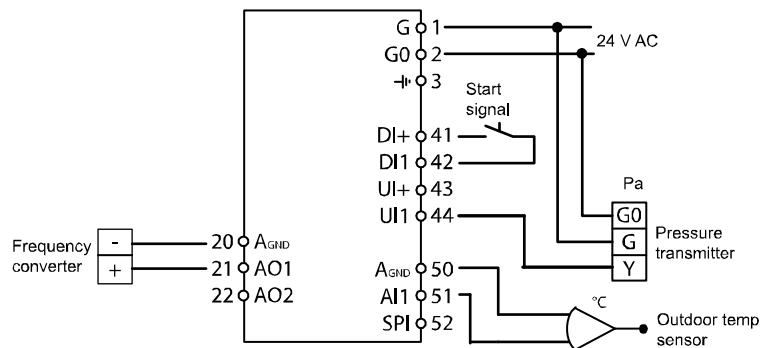 G 1
24 V AC
G0 2
3
Start
signal
DI+ 41
DI1 42
UI+ 43
UI1 44
Pa
G0
G
Y
Pressure
transmitter
Frequency
converter
-
+
20 AGND
21 AO1
22 AO2
AGND 50
AI1 51
SPI 52
°C
Outdoor temp
sensor